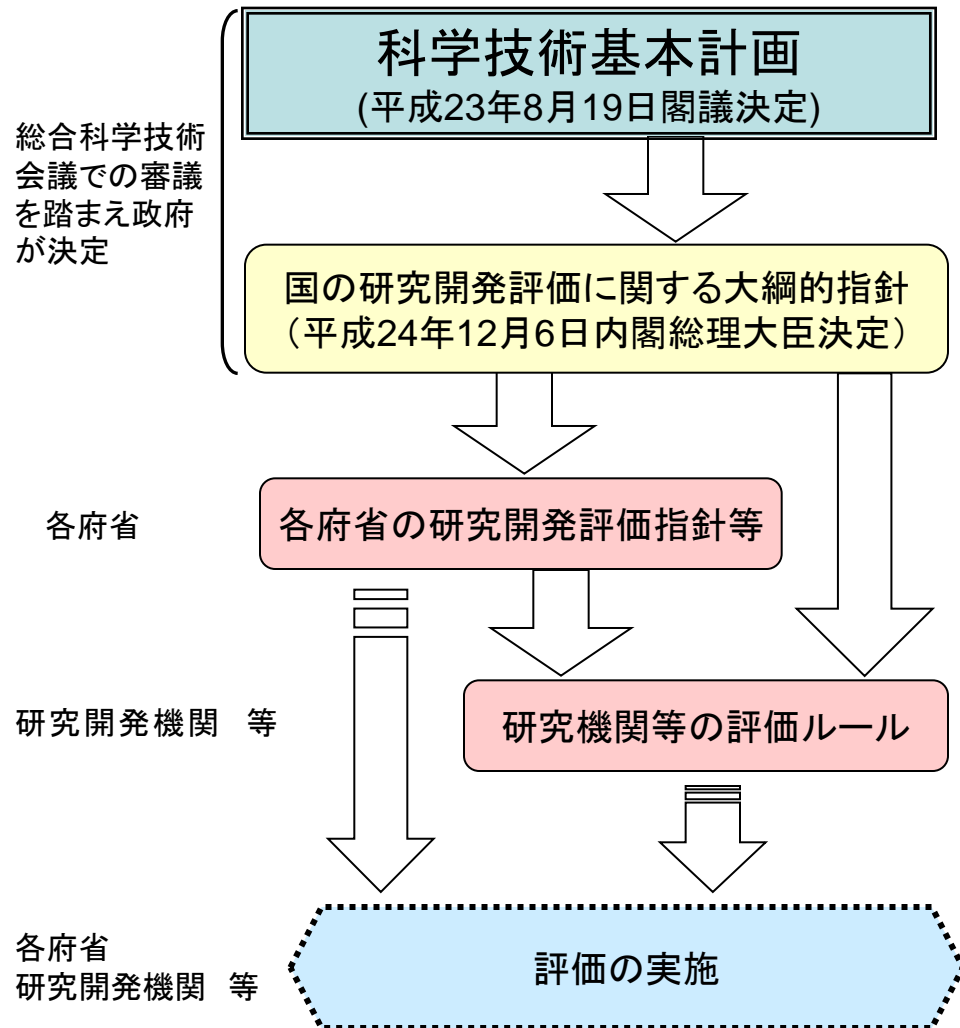 科学技術基本計画
(平成23年8月19日閣議決定)
総合科学技術
会議での審議
を踏まえ政府
が決定
国の研究開発評価に関する大綱的指針
（平成24年12月6日内閣総理大臣決定）
各府省
各府省の研究開発評価指針等
研究開発機関　等
研究機関等の評価ルール
各府省
研究開発機関　等
評価の実施